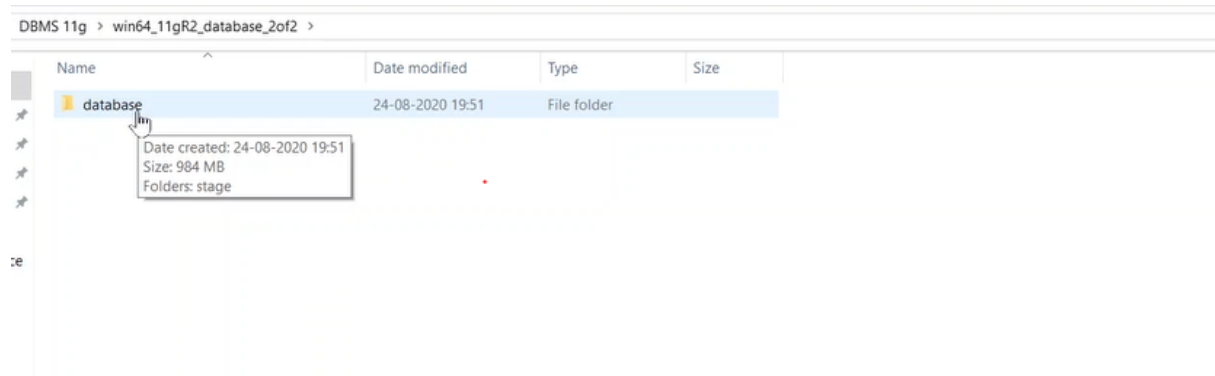 DBMS 11g > win64_11gR2_database_2of2 >
Name Date modified Type Size
database 24-08-2020 19:51 File folder
Date created: 24-08-2020 19:51
Size: 984 MB
Folders: stage
ce